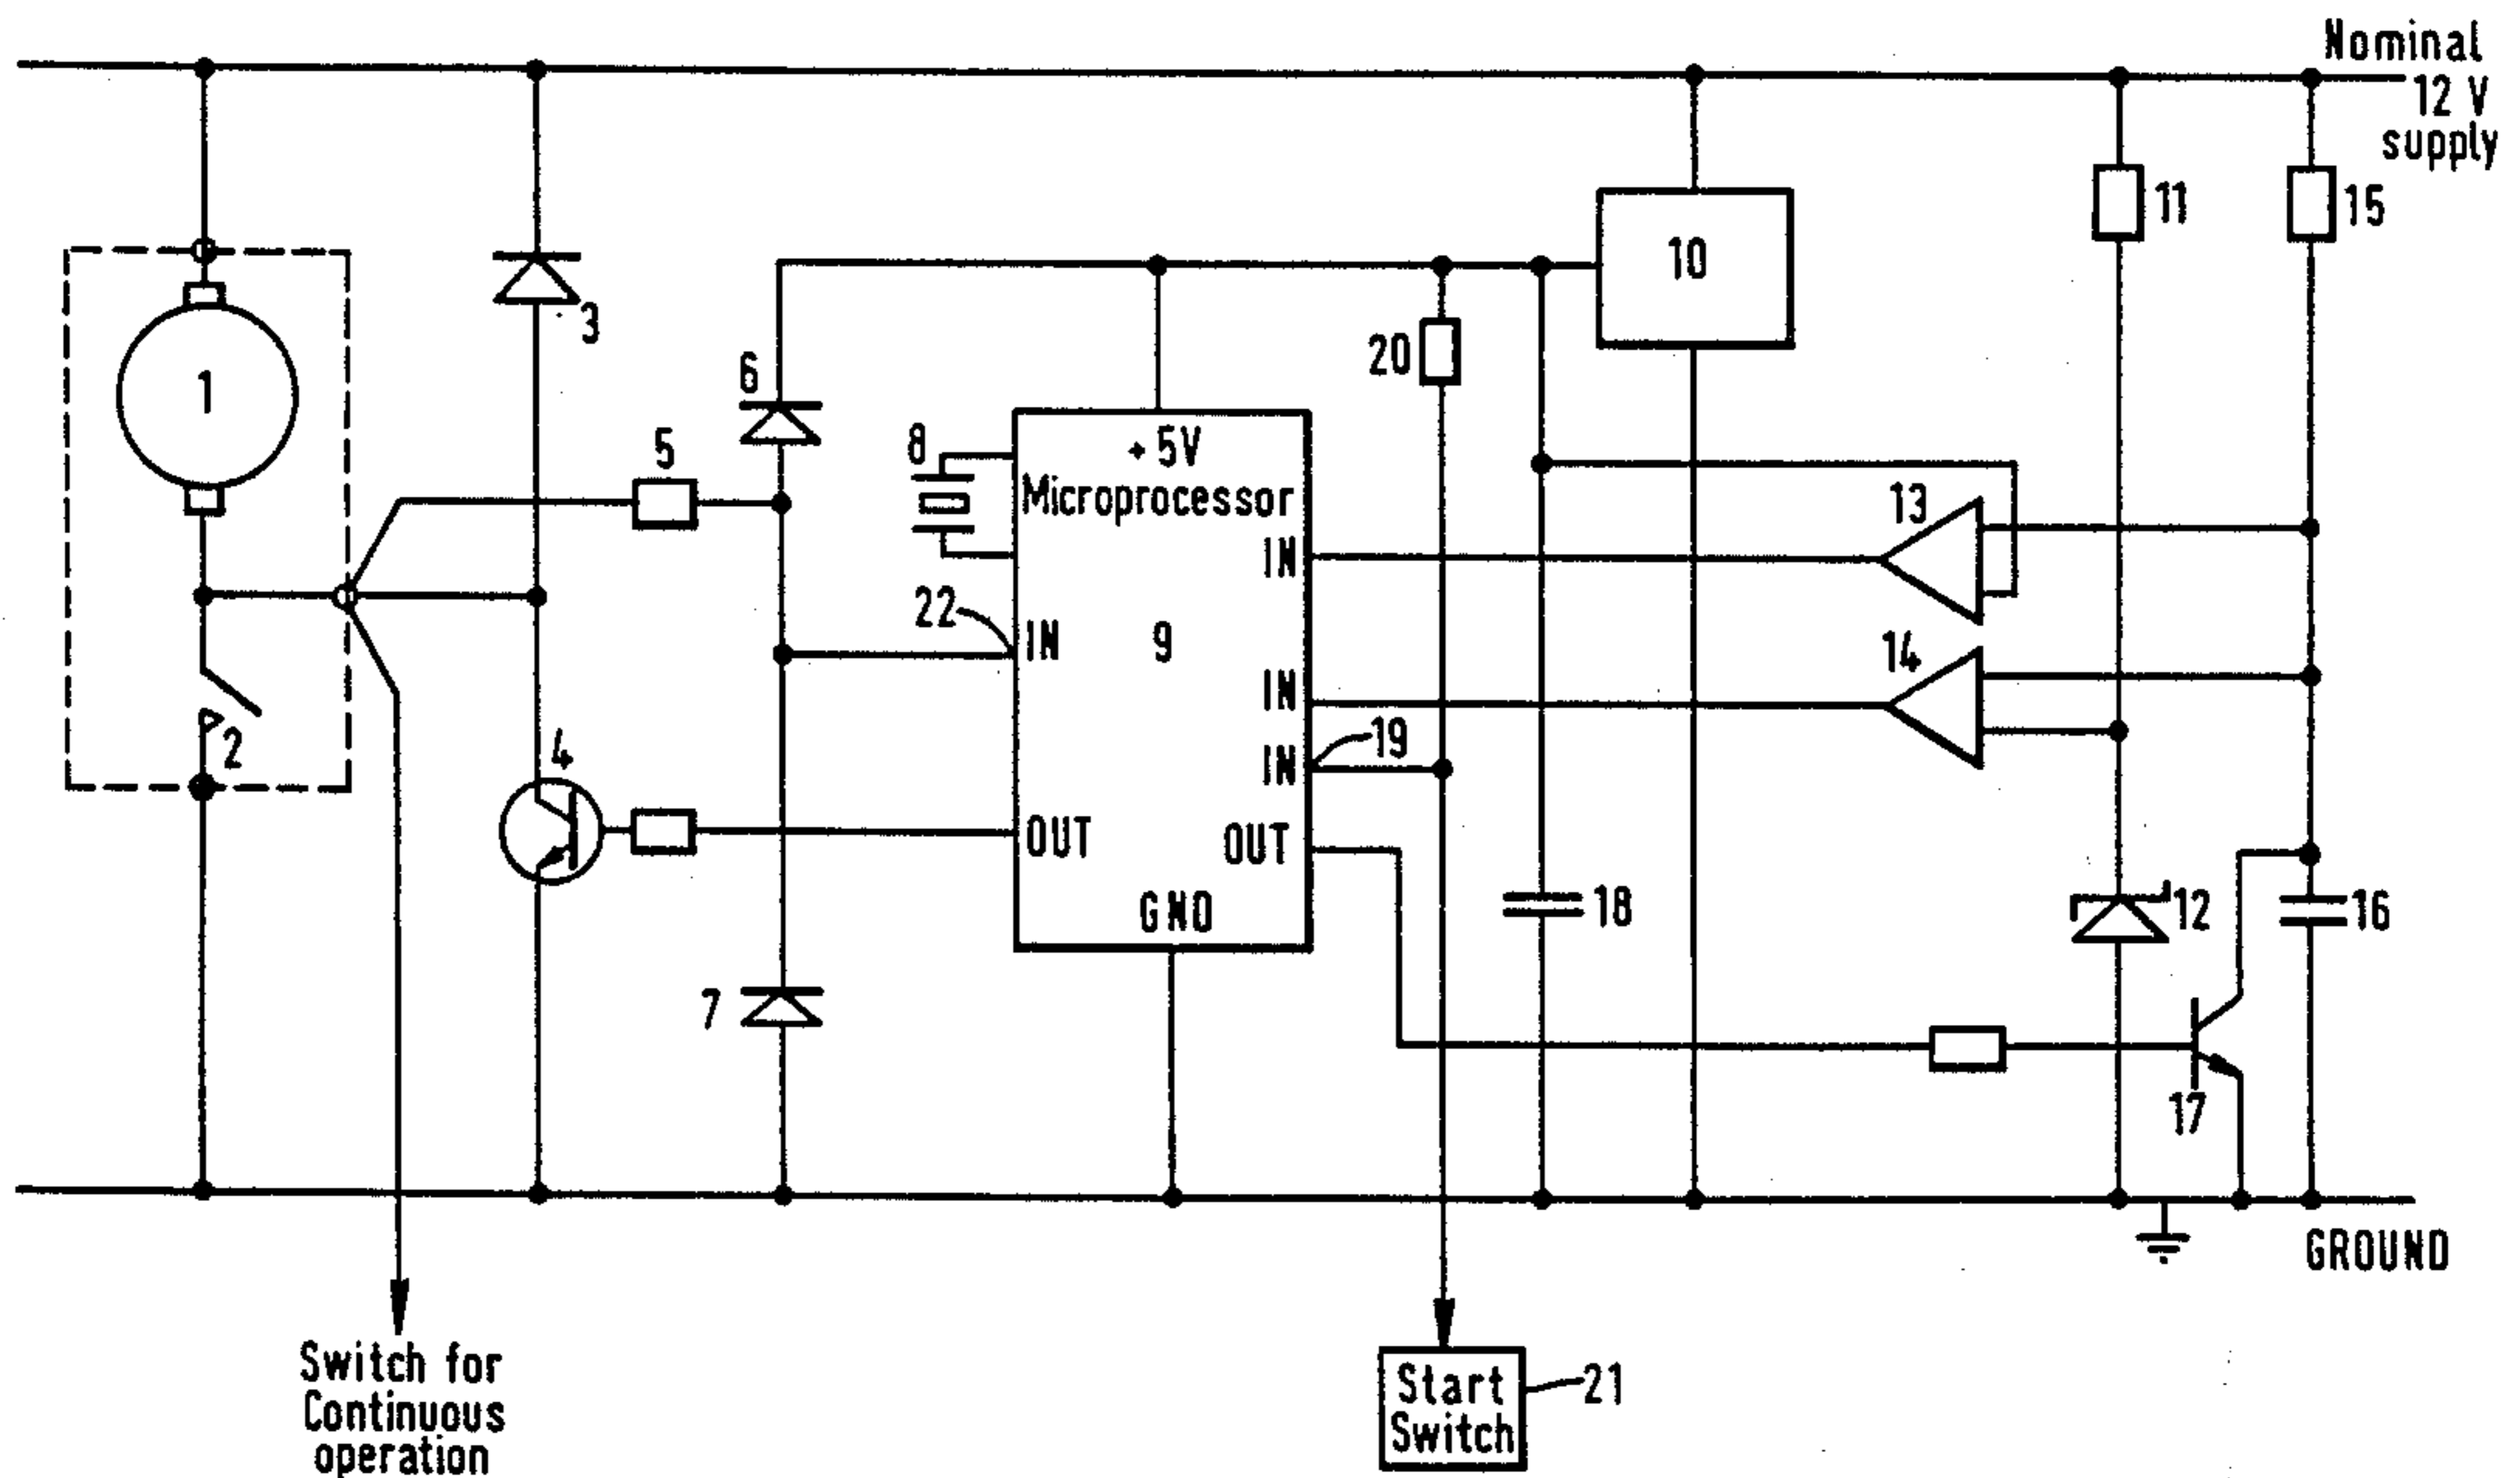 Nominal
12 V
supply
11
15
10
3
1
6
20
5
8
+5V
Microprocessor
13
IN
22
IN
9
14
IN
2
4
19
IN
OUT
OUT
GND
18
12
16
7
17
GROUND
Switch for
Continuous
operation
Start
Switch
21